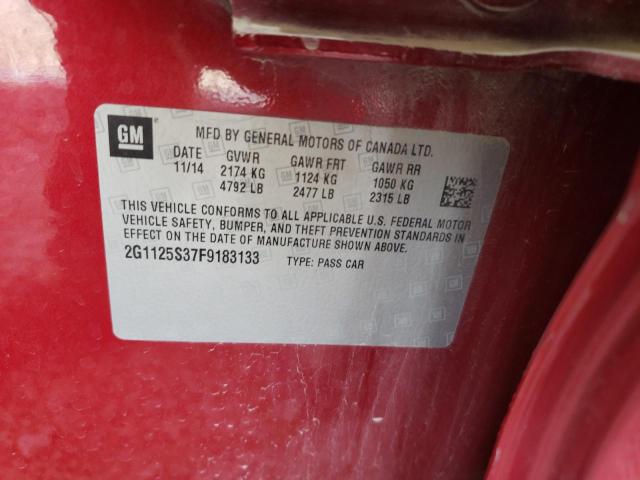 GM
MFD BY GENERAL MOTORS OF CANADA LTD.
DATE GVWR GAWR FRT GAWR RR
11/14 2174 KG 1124 KG 1050 KG
4792 LB 2477 LB 2315 LB
THIS VEHICLE CONFORMS TO ALL APPLICABLE U.S. FEDERAL MOTOR
VEHICLE SAFETY, BUMPER, AND THEFT PREVENTION STANDARDS IN
EFFECT ON THE DATE OF MANUFACTURE SHOWN ABOVE.
2G1125S37F9183133 TYPE: PASS CAR